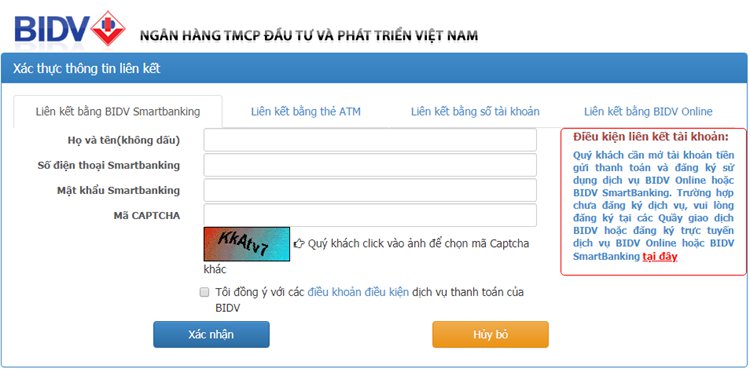 BIDV NGÂN HÀNG TMCP ĐẦU TƯ VÀ PHÁT TRIỂN VIỆT NAM
Xác thực thông tin liên kết
Liên kết bằng BIDV Smartbanking Liên kết bằng thẻ ATM Liên kết bằng số tài khoản Liên kết bằng BIDV Online
Họ và tên(không dấu)
Số điện thoại Smartbanking
Mật khẩu Smartbanking
Mã CAPTCHA
KKAtv7 Quý khách click vào ảnh để chọn mã Captcha
khác
Tôi đồng ý với các điều khoản điều kiện dịch vụ thanh toán của
BIDV
Xác nhận Hủy bỏ
Điều kiện liên kết tài khoản:
Quý khách cần mở tài khoản tiền
gửi thanh toán và đăng ký sử
dụng dịch vụ BIDV Online hoặc
BIDV SmartBanking. Trường hợp
chưa đăng ký dịch vụ, vui lòng
đăng ký tại các Quầy giao dịch
BIDV hoặc đăng ký trực tuyến
dịch vụ BIDV Online hoặc BIDV
SmartBanking tại đây